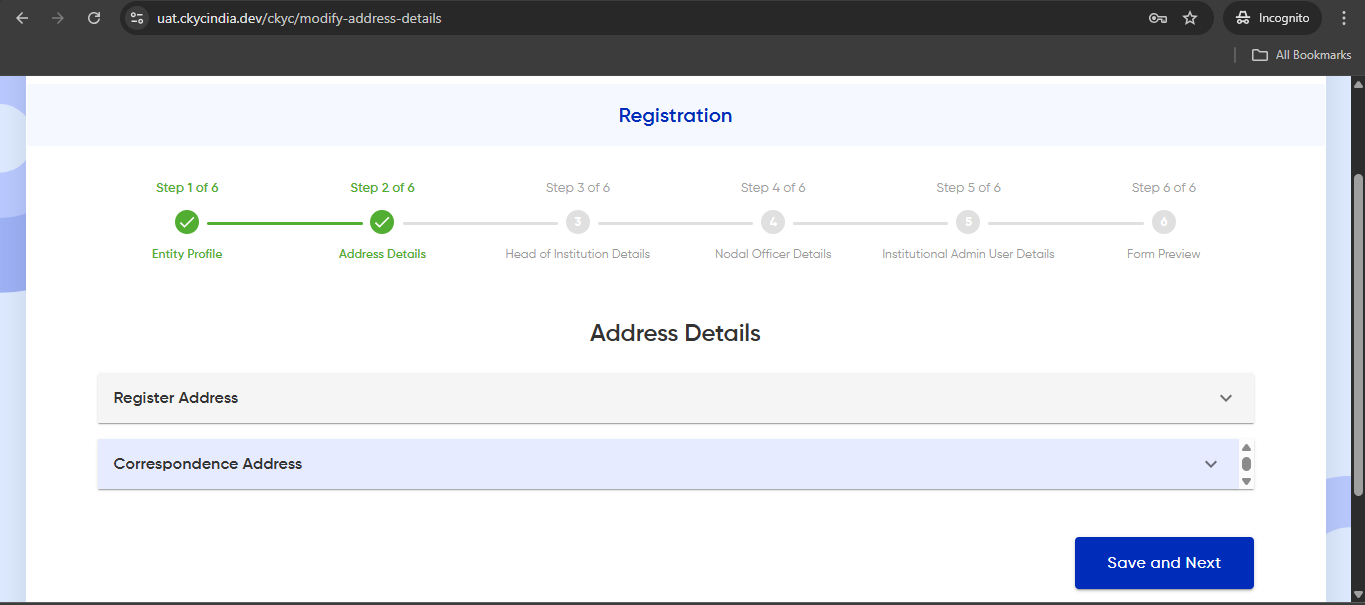 uat.ckycindia.dev/ckyc/modify-address-details
Incognito
All Bookmarks
Registration
Step 1 of 6
Step 2 of 6
Step 3 of 6
Step 4 of 6
Step 5 of 6
Step 6 of 6
3
4
5
6
Entity Profile
Address Details
Head of Institution Details
Nodal Officer Details
Institutional Admin User Details
Form Preview
Address Details
Register Address
Correspondence Address
Save and Next